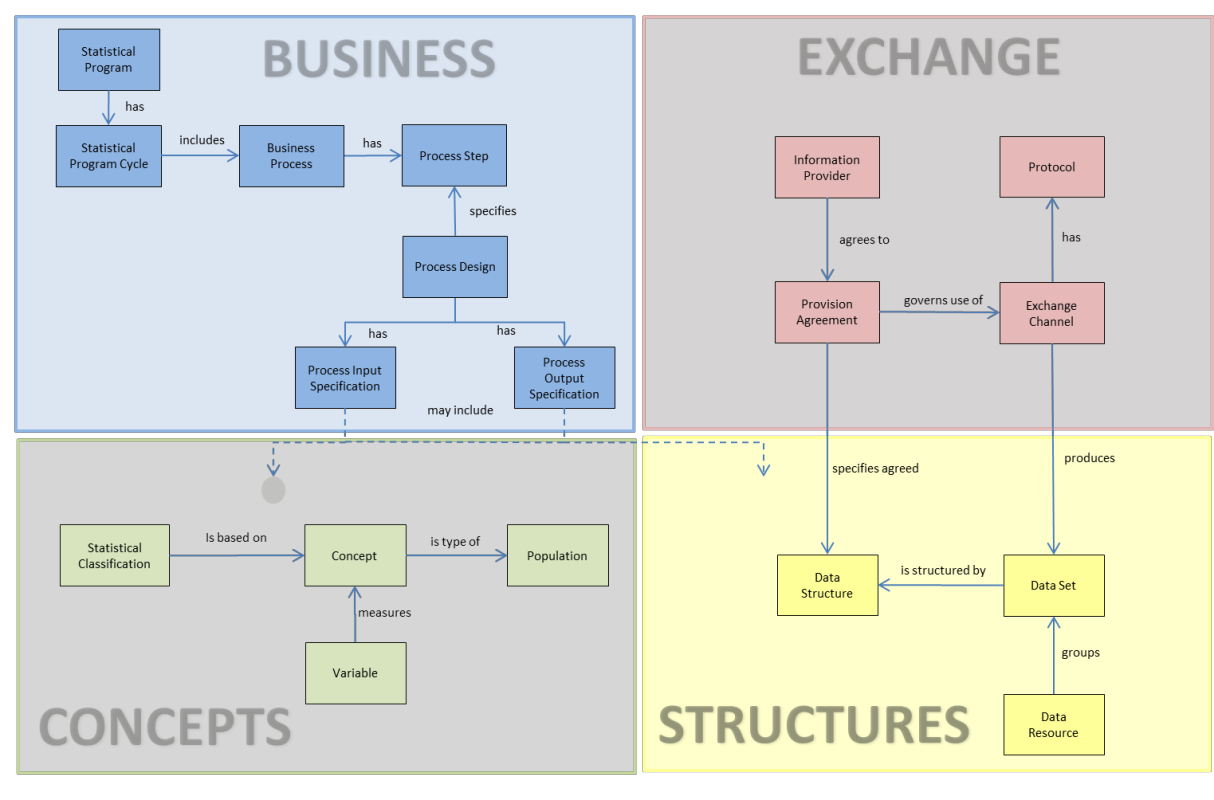 BUSINESS
Statistical
Program
has
Statistical
Program Cycle
includes
Business
Process
has
Process Step
specifies
Process Design
has
has
Process Input
Specification
Process
Output
Specification
may include
EXCHANGE
Information
Provider
Protocol
agrees to
has
Provision
Agreement
governs use of
Exchange
Channel
specifies agreed
produces
Statistical
Classification
Is based on
Concept
is type of
Population
measures
Variable
CONCEPTS
Data
Structure
is structured by
Data Set
groups
Data
Resource
STRUCTURES